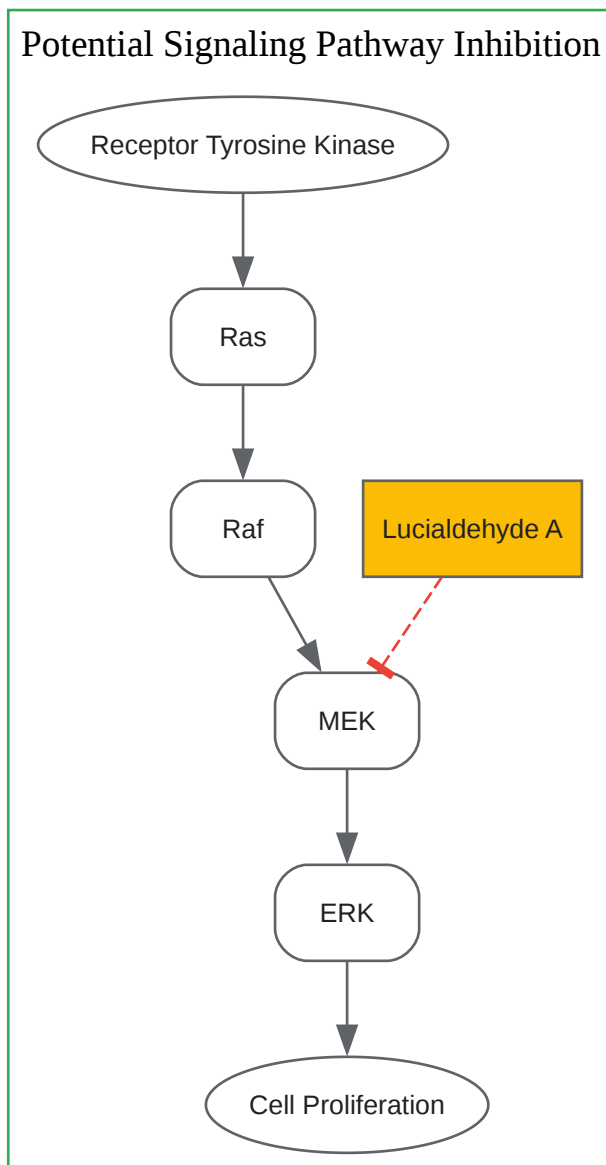 Potential Signaling Pathway Inhibition
Receptor Tyrosine Kinase
Ras
Raf
Lucialdehyde A
MEK
ERK
Cell Proliferation